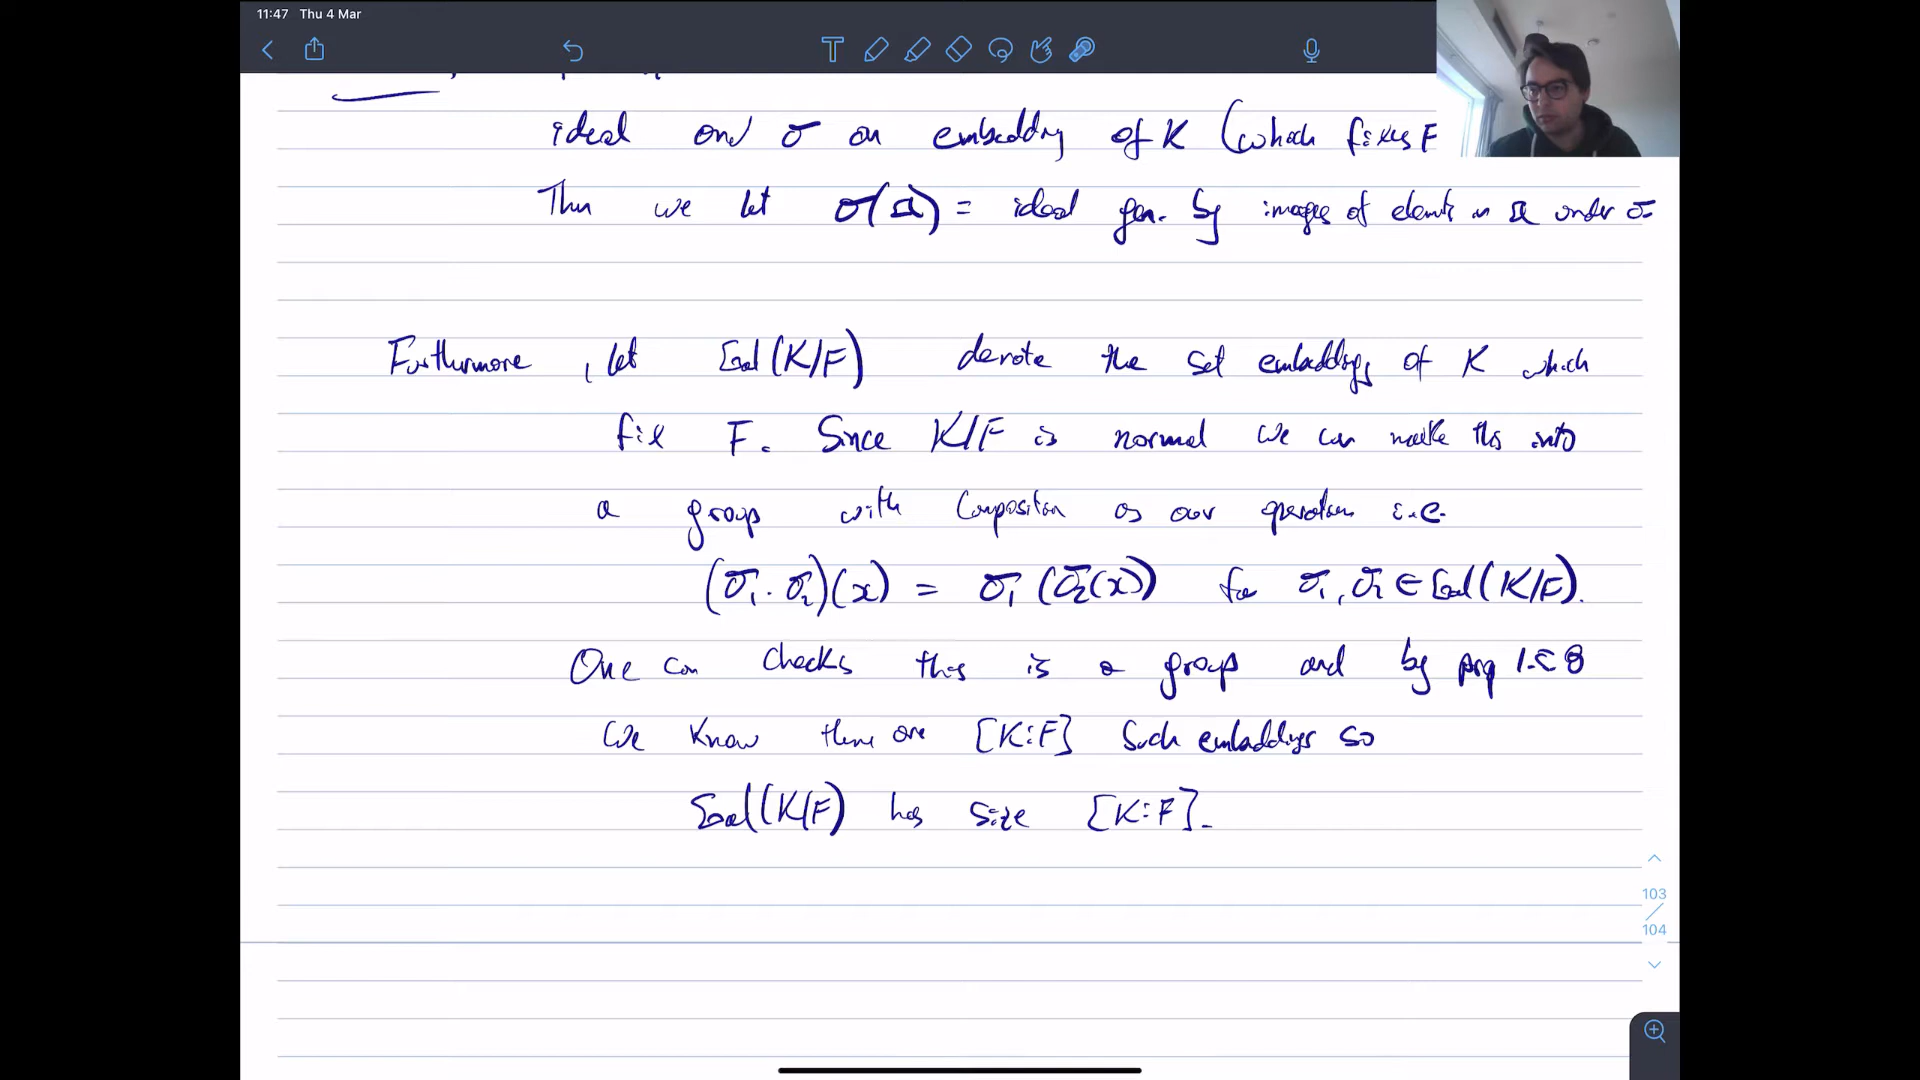 11:47 Thu 4 Mar
ideal and σ an embedding of K (which fixes F
Then we let σ(𝔞) = ideal gen. by images of elements in 𝔞 under σ
Furthermore, let Gal(K/F) denote the set embeddings of K which
fix F. Since K/F is normal we can make this into
a group with composition as our operation i.e.
(σ₁·σ₂)(x) = σ₁(σ₂(x)) for σ₁, σ₂ ∈ Gal(K/F).
One can checks this is a group and by prop
We know there are [K:F] such embeddings so
Gal(K/F) has size [K:F].
103
104